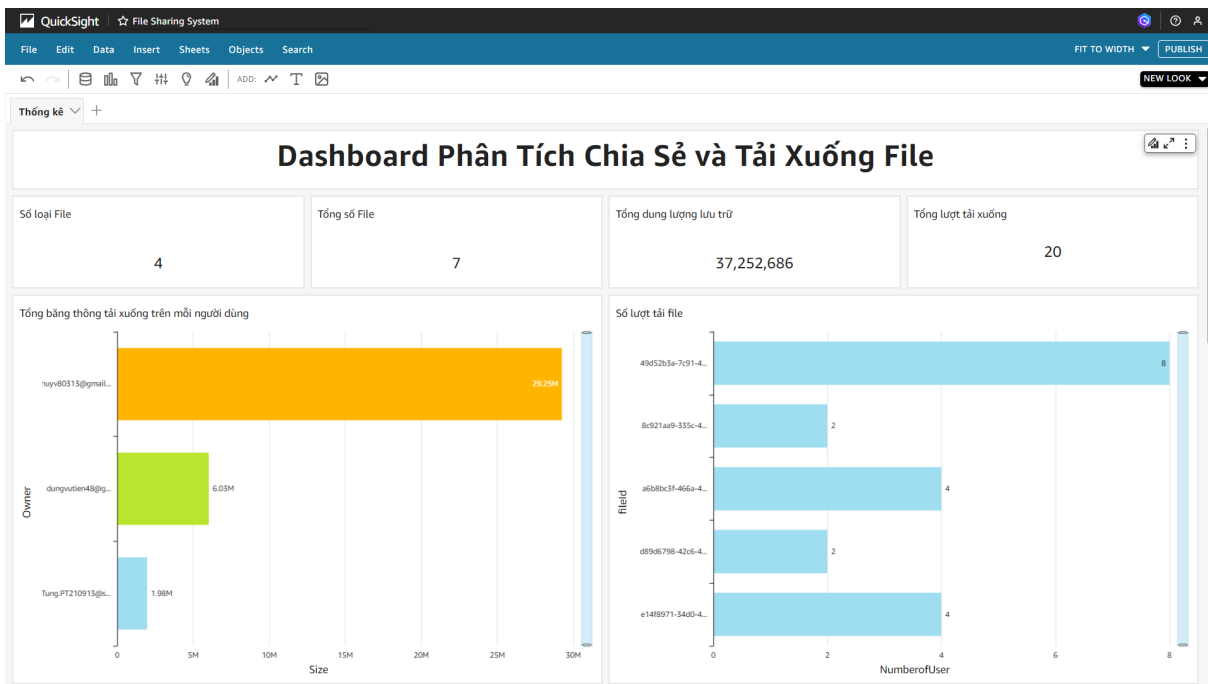 QuickSight File Sharing System
File Edit Data Insert Sheets Objects Search FIT TO WIDTH PUBLISH
ADD: T NEW LOOK
Thống kê
Dashboard Phân Tích Chia Sẻ và Tải Xuống File
Số loại File
4
Tổng số File
7
Tổng dung lượng lưu trữ
37,252,686
Tổng lượt tải xuống
20
Tổng băng thông tải xuống trên mỗi người dùng
Owner
huyv80313@gmail...
29.25M
dungvutien48@g...
6.03M
Tung.PT210913@s...
1.98M
0 5M 10M 15M 20M 25M 30M
Size
Số lượt tải file
fileId
49d52b3a-7c91-4...
8
8c921aa9-335c-4...
2
a6b8bc3f-466a-4...
4
d89d6798-42c6-4...
2
e14f8971-34d0-4...
4
0 2 4 6 8
NumberofUser